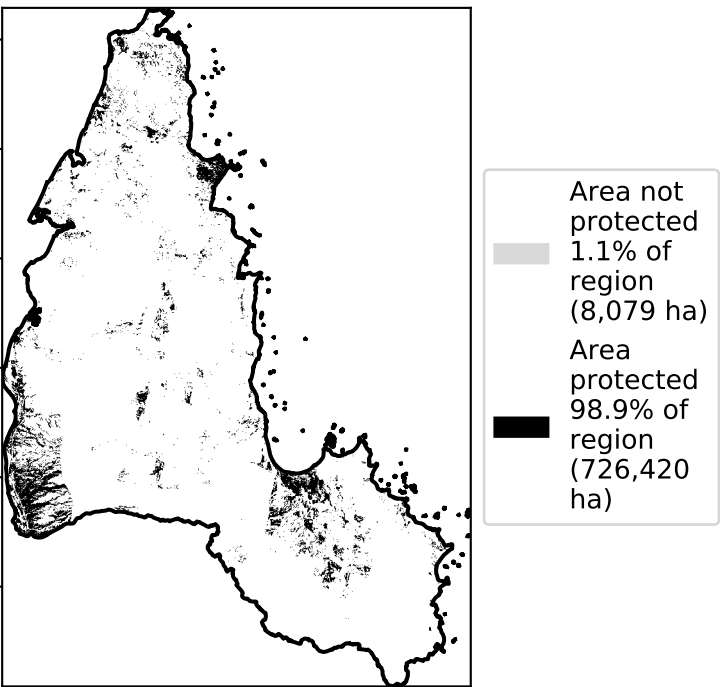 Area not
protected
1.1% of
region
(8,079 ha)
Area
protected
98.9% of
region
(726,420
ha)